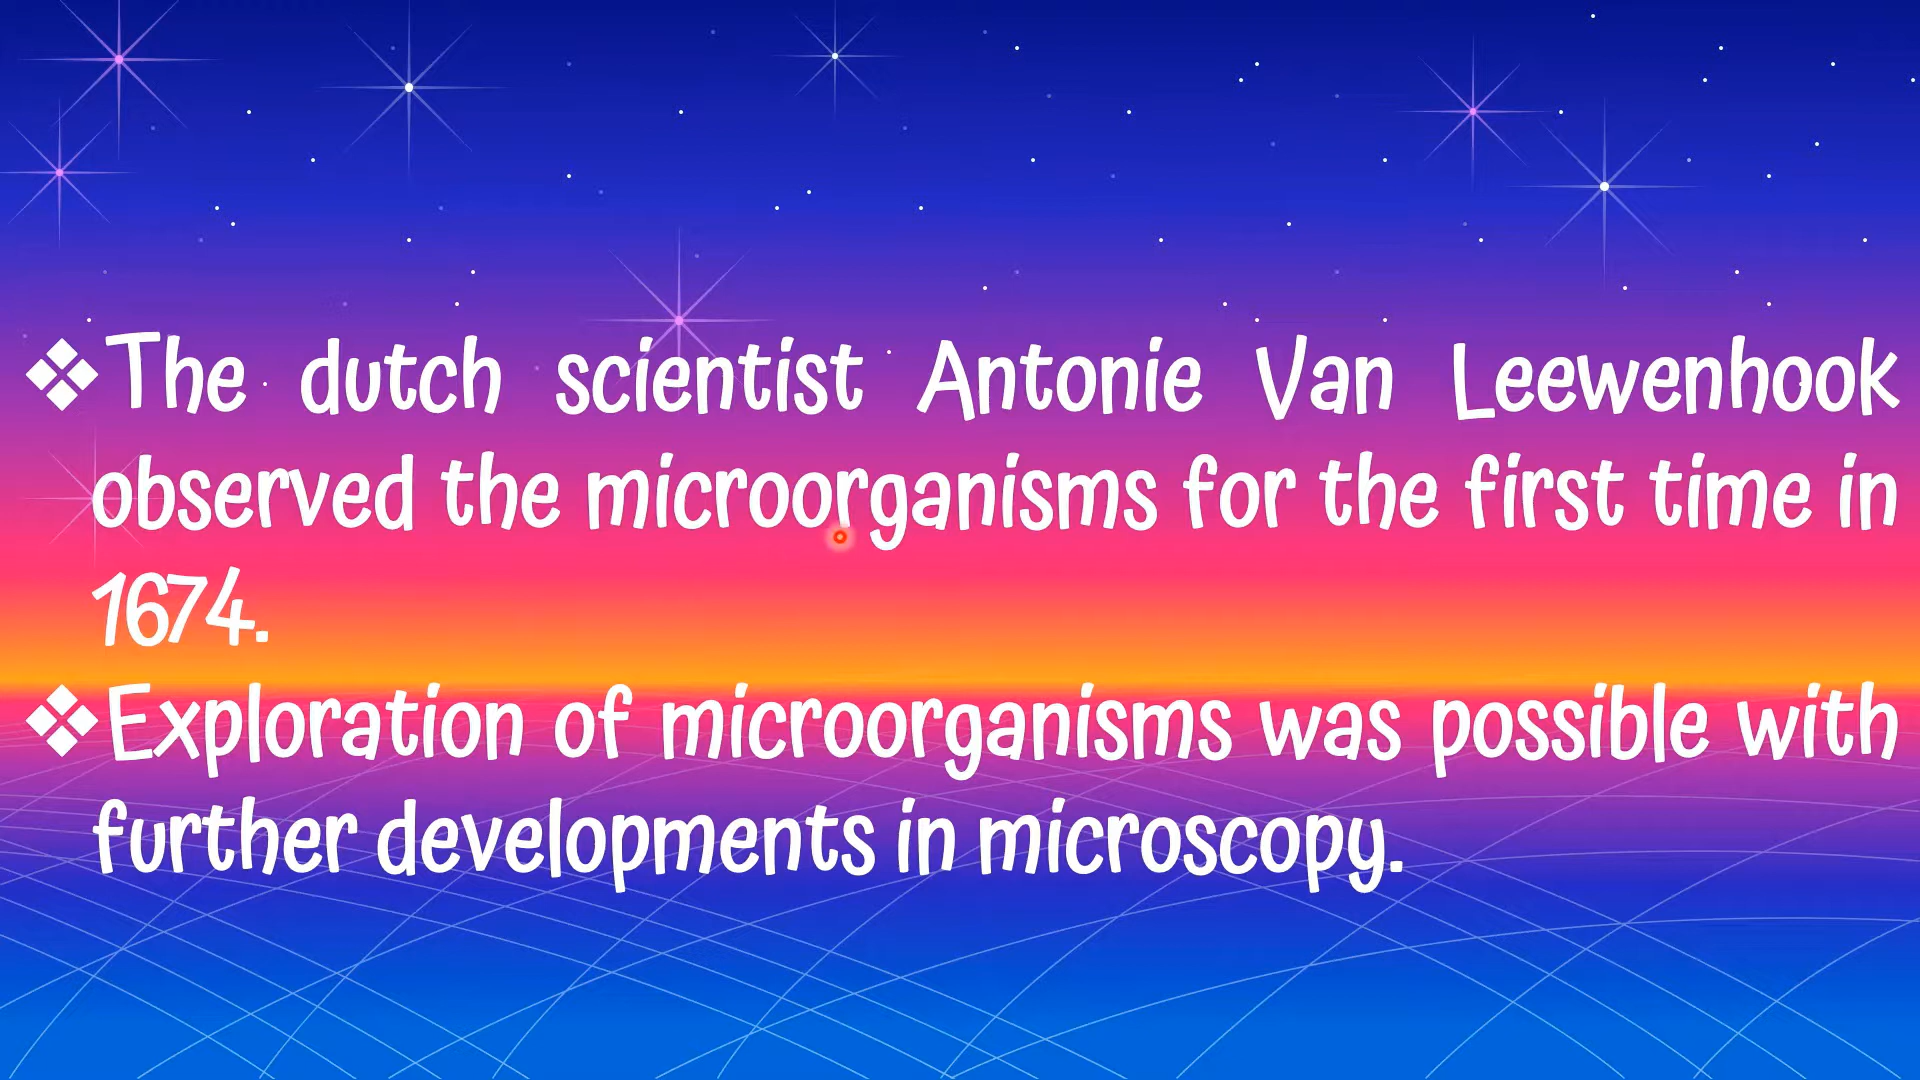 ❖The dutch scientist Antonie Van Leewenhook
observed the microorganisms for the first time in
1674.
❖Exploration of microorganisms was possible with
further developments in microscopy.